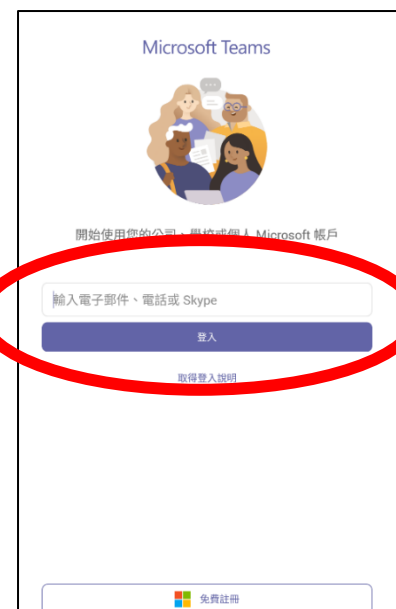 Microsoft Teams
開始使用您的公司、學校或個人 Microsoft 帳戶
輸入電子郵件、電話或 Skype
登入
取得登入說明
免費註冊